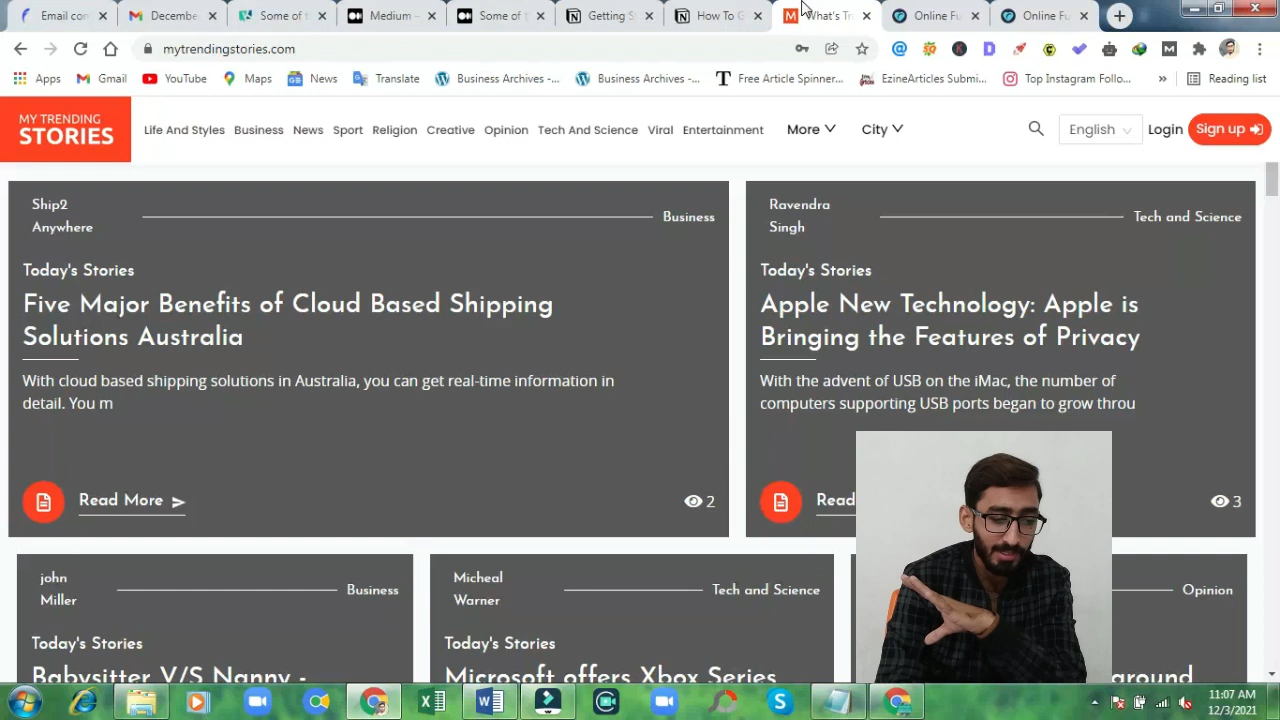 Email con
Decembe
Some of t
Medium –
Some of t
Getting S
How To G
What's Tr
Online Fu
Online Fu
mytrendingstories.com
Apps
Gmail
YouTube
Maps
News
Translate
Business Archives -...
Business Archives -...
Free Article Spinner...
EzineArticles Submi...
Top Instagram Follo...
»
Reading list
MY TRENDING
STORIES
Life And Styles Business News Sport Religion Creative Opinion Tech And Science Viral Entertainment More City
English
Login
Sign up
Ship2
Anywhere
Business
Today's Stories
Five Major Benefits of Cloud Based Shipping
Solutions Australia
With cloud based shipping solutions in Australia, you can get real-time information in
detail. You m
Read More
2
Ravendra
Singh
Tech and Science
Today's Stories
Apple New Technology: Apple is
Bringing the Features of Privacy
With the advent of USB on the iMac, the number of
computers supporting USB ports began to grow throu
Read
3
john
Miller
Business
Today's Stories
Babysitter V/S Nanny -
Micheal
Warner
Tech and Science
Today's Stories
Microsoft offers Xbox Series
Opinion
around
11:07 AM
12/3/2021